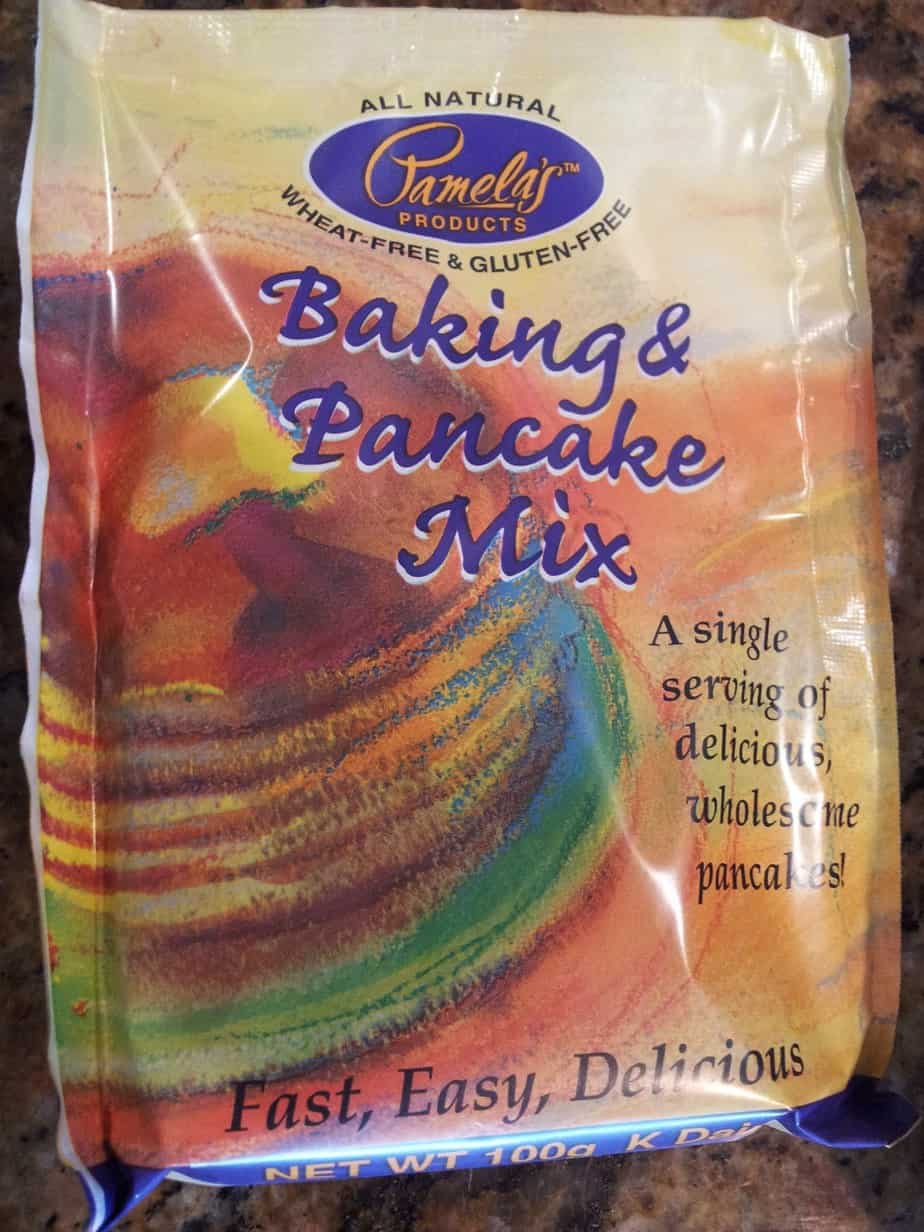 ALL NATURAL
Pamela's™
PRODUCTS
WHEAT-FREE & GLUTEN-FREE
Baking &
Pancake
Mix
A single
serving of
delicious,
wholesome
pancakes!
Fast, Easy, Delicious
NET WT 100g K